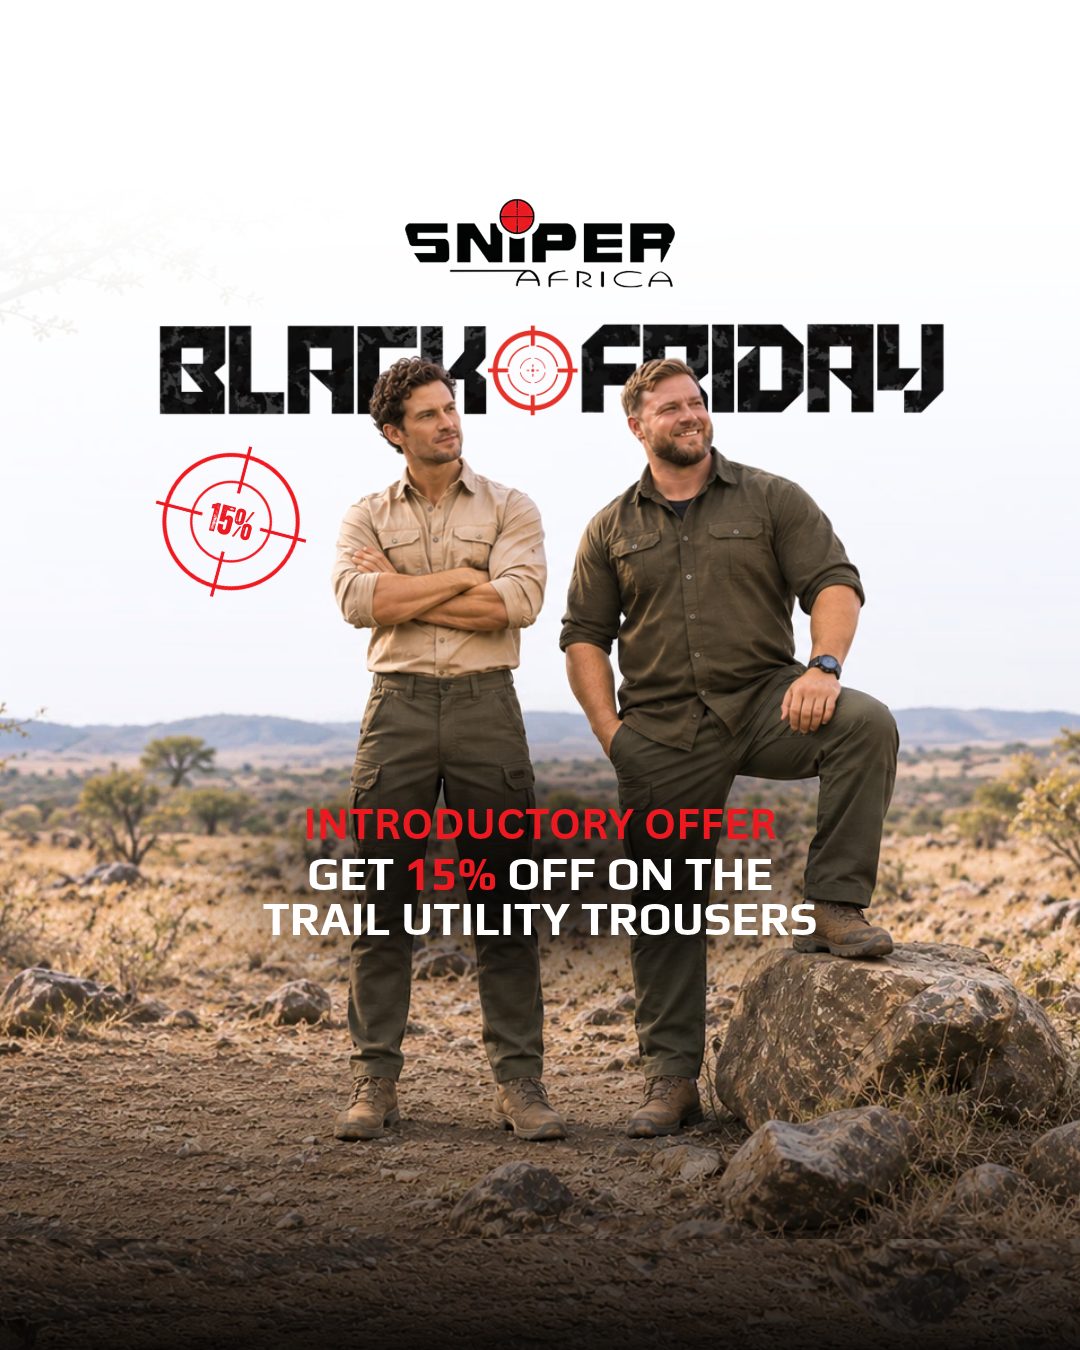 SNIPER
AFRICA
BLACK FRIDAY
15%
INTRODUCTORY OFFER
GET 15% OFF ON THE
TRAIL UTILITY TROUSERS